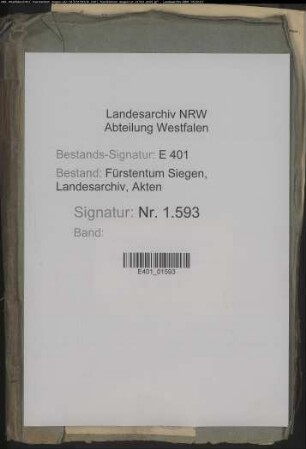 Landesarchiv NRW
Abteilung Westfalen
Bestands-Signatur: E 401
Bestand: Fürstentum Siegen,
Landesarchiv, Akten
Signatur: Nr. 1.593
Band:
E401_01593